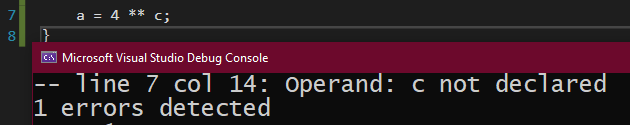 7 a = 4 ** c;
8 }
C:\ Microsoft Visual Studio Debug Console
-- line 7 col 14: Operand: c not declared
1 errors detected